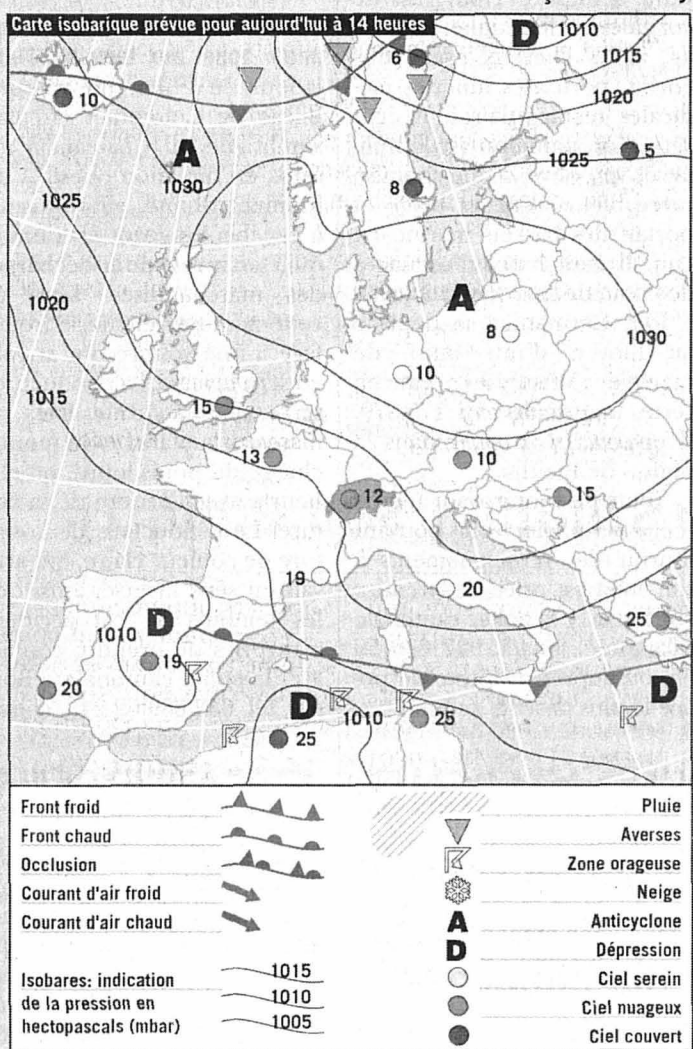 Carte isobarique prévue pour aujourd'hui à 14 heures
D
1010
1015
6
1020
10
A
1030
1025
5
1025
8
1020
A
8
1030
10
1015
15
13
10
12
15
19
20
25
1010
D
19
20
D
1010
25
25
D
Front froid
Front chaud
Occlusion
Courant d'air froid
Courant d'air chaud
Isobares: indication
de la pression en
hectopascals (mbar)
1015
1010
1005
Pluie
Averses
Zone orageuse
Neige
A
Anticyclone
D
Dépression
Ciel serein
Ciel nuageux
Ciel couvert